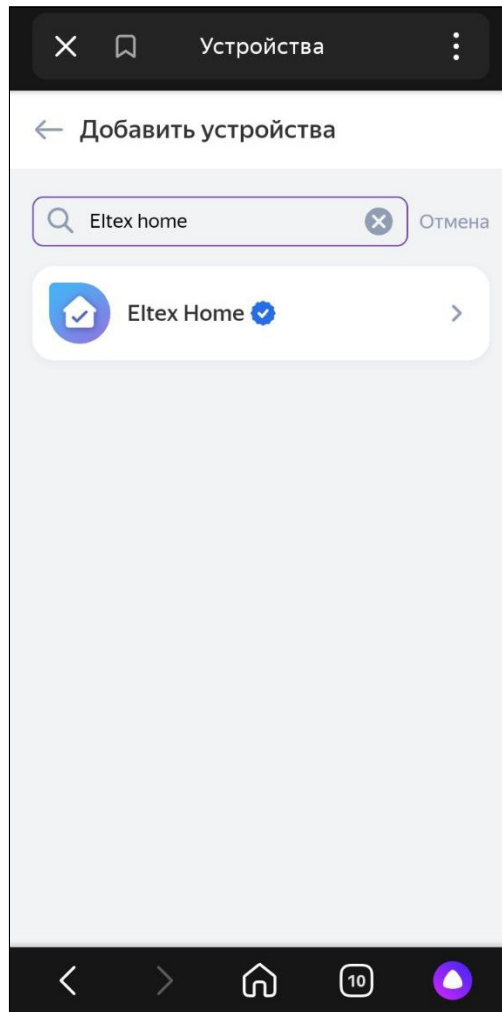 Устройства
Добавить устройства
Eltex home
Отмена
Eltex Home
10